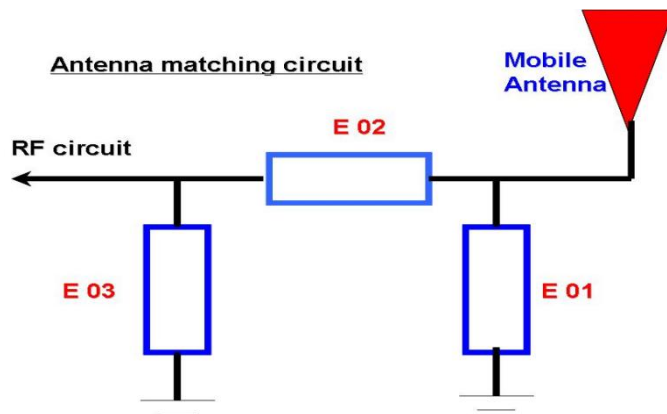 Antenna matching circuit
Mobile
Antenna
E 02
RF circuit
E 03
E 01